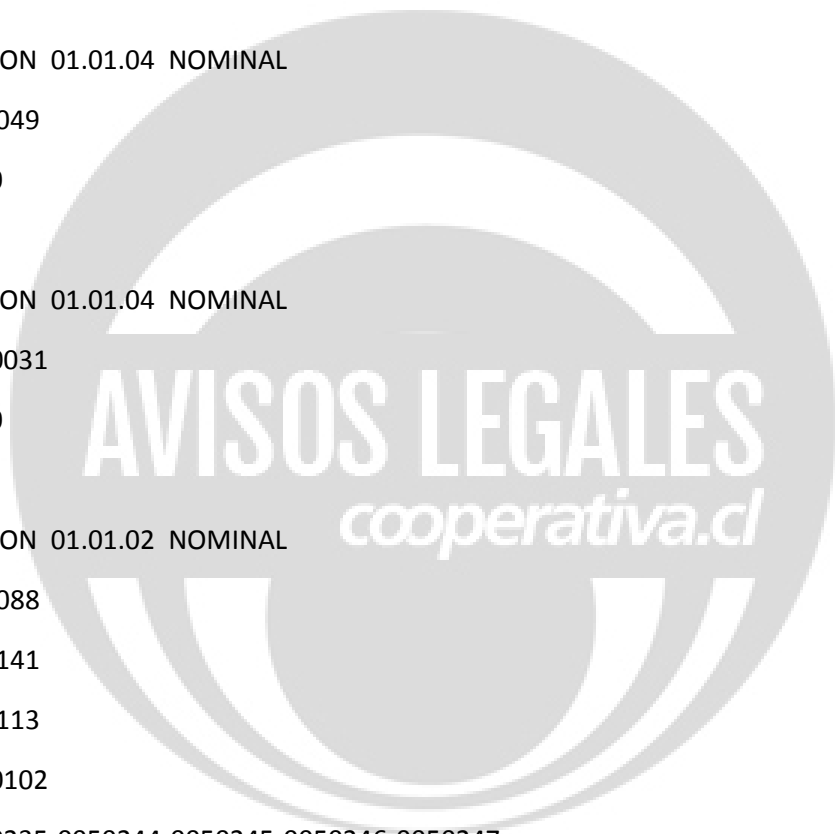 ON 01.01.04 NOMINAL
049
ON 01.01.04 NOMINAL
0031
AVISOS LEGALES
cooperativa.cl
ON 01.01.02 NOMINAL
088
141
113
0102